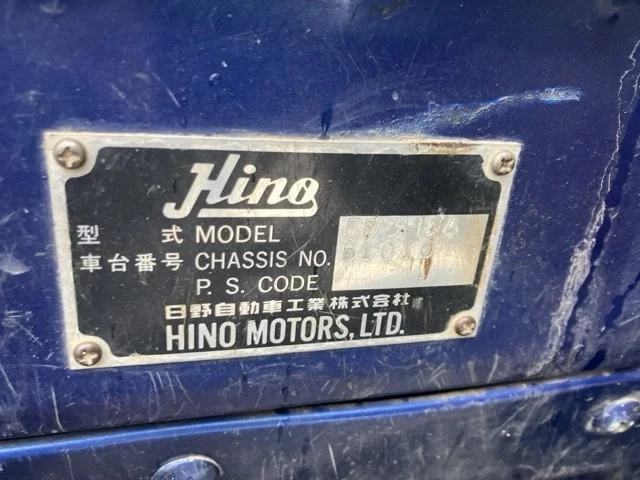 Hino
型 式 MODEL
車台番号 CHASSIS NO.
P. S. CODE
日野自動車工業株式会社
HINO MOTORS, LTD.